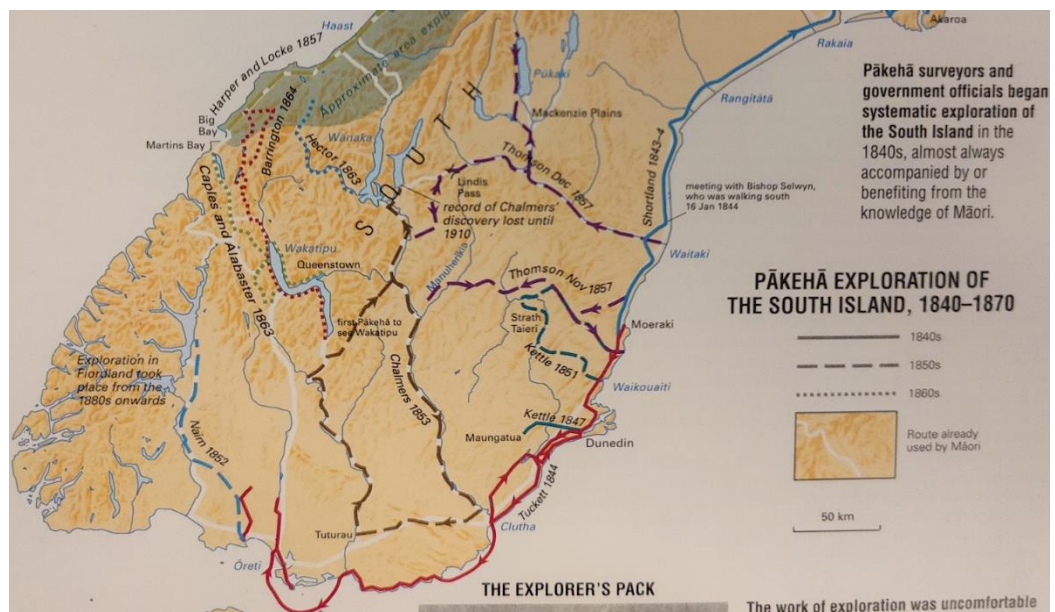 Akaroa
Haast
Rakaia
Harper and Locke 1857
Approximate area explo
Pūkaki
Pākehā surveyors and
government officials began
systematic exploration of
the South Island in the
1840s, almost always
accompanied by or
benefiting from the
knowledge of Māori.
Rangitātā
Big
Bay
Martins Bay
Barrington 1864
Mackenzie Plains
Wānaka
Hector 1863
SOUTH
Thomson Dec 1857
Shortland 1843-4
Lindis
Pass
record of Chalmers'
discovery lost until
1910
meeting with Bishop Selwyn,
who was walking south
16 Jan 1844
Caples and Alabaster 1863
Wakatipu
Queenstown
Manuherikia
Waitaki
Thomson Nov 1857
PĀKEHĀ EXPLORATION OF
THE SOUTH ISLAND, 1840–1870
first Pākehā to
see Wakatipu
Strath
Taieri
Moeraki
1840s
Exploration in
Fiordland took
place from the
1880s onwards
Chalmers 1853
Kettle 1851
Waikouaiti
1850s
1860s
Nairn 1852
Kettle 1847
Maungatua
Dunedin
Route already
used by Māori
Tuckett 1844
Clutha
50 km
Tuturau
Ōreti
THE EXPLORER'S PACK
The work of exploration was uncomfortable